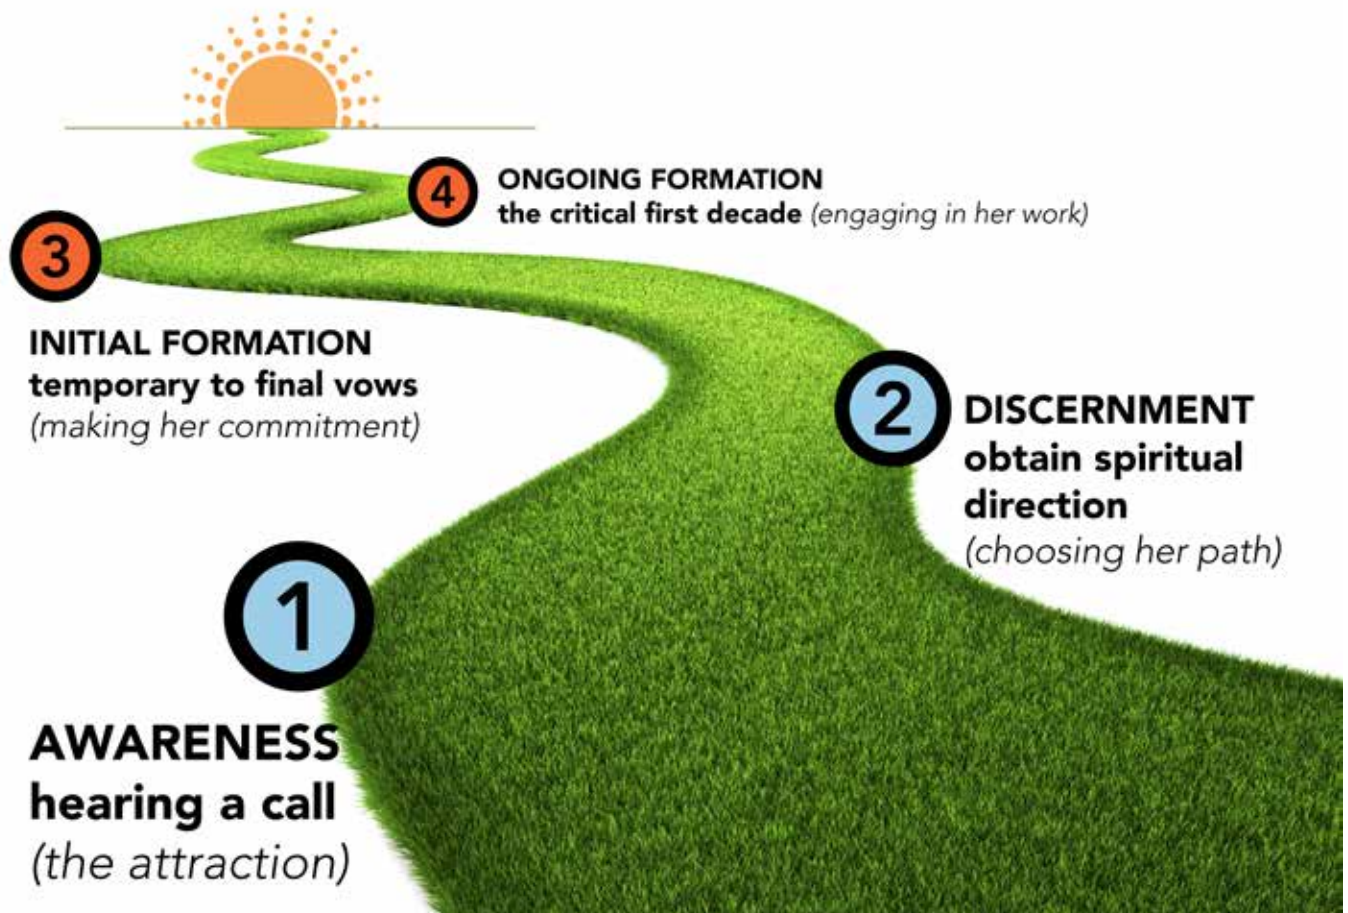 1
AWARENESS
hearing a call
(the attraction)
2
DISCERNMENT
obtain spiritual
direction
(choosing her path)
3
INITIAL FORMATION
temporary to final vows
(making her commitment)
4
ONGOING FORMATION
the critical first decade (engaging in her work)